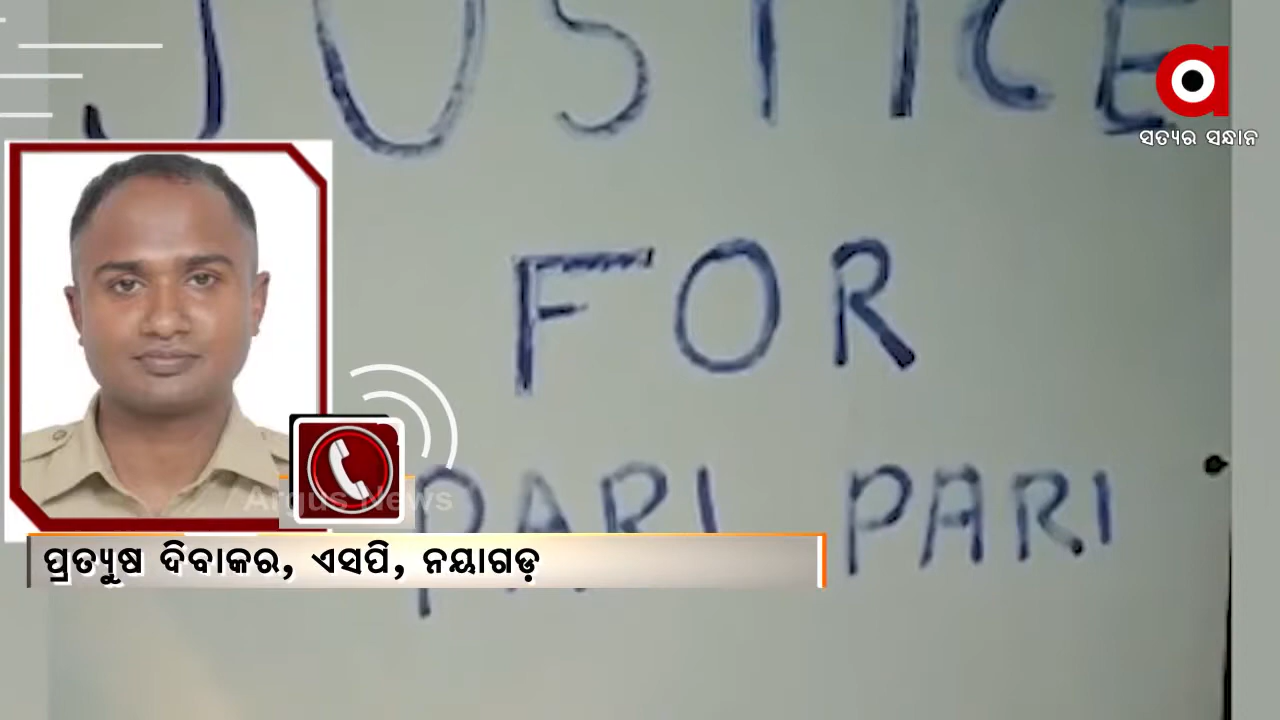 JUSTICE
ସତ୍ୟର ସନ୍ଧାନ
FOR
PARI PARI
Argus News
ପ୍ରତ୍ୟୁଷ ଦିବାକର, ଏସପି, ନୟାଗଡ଼